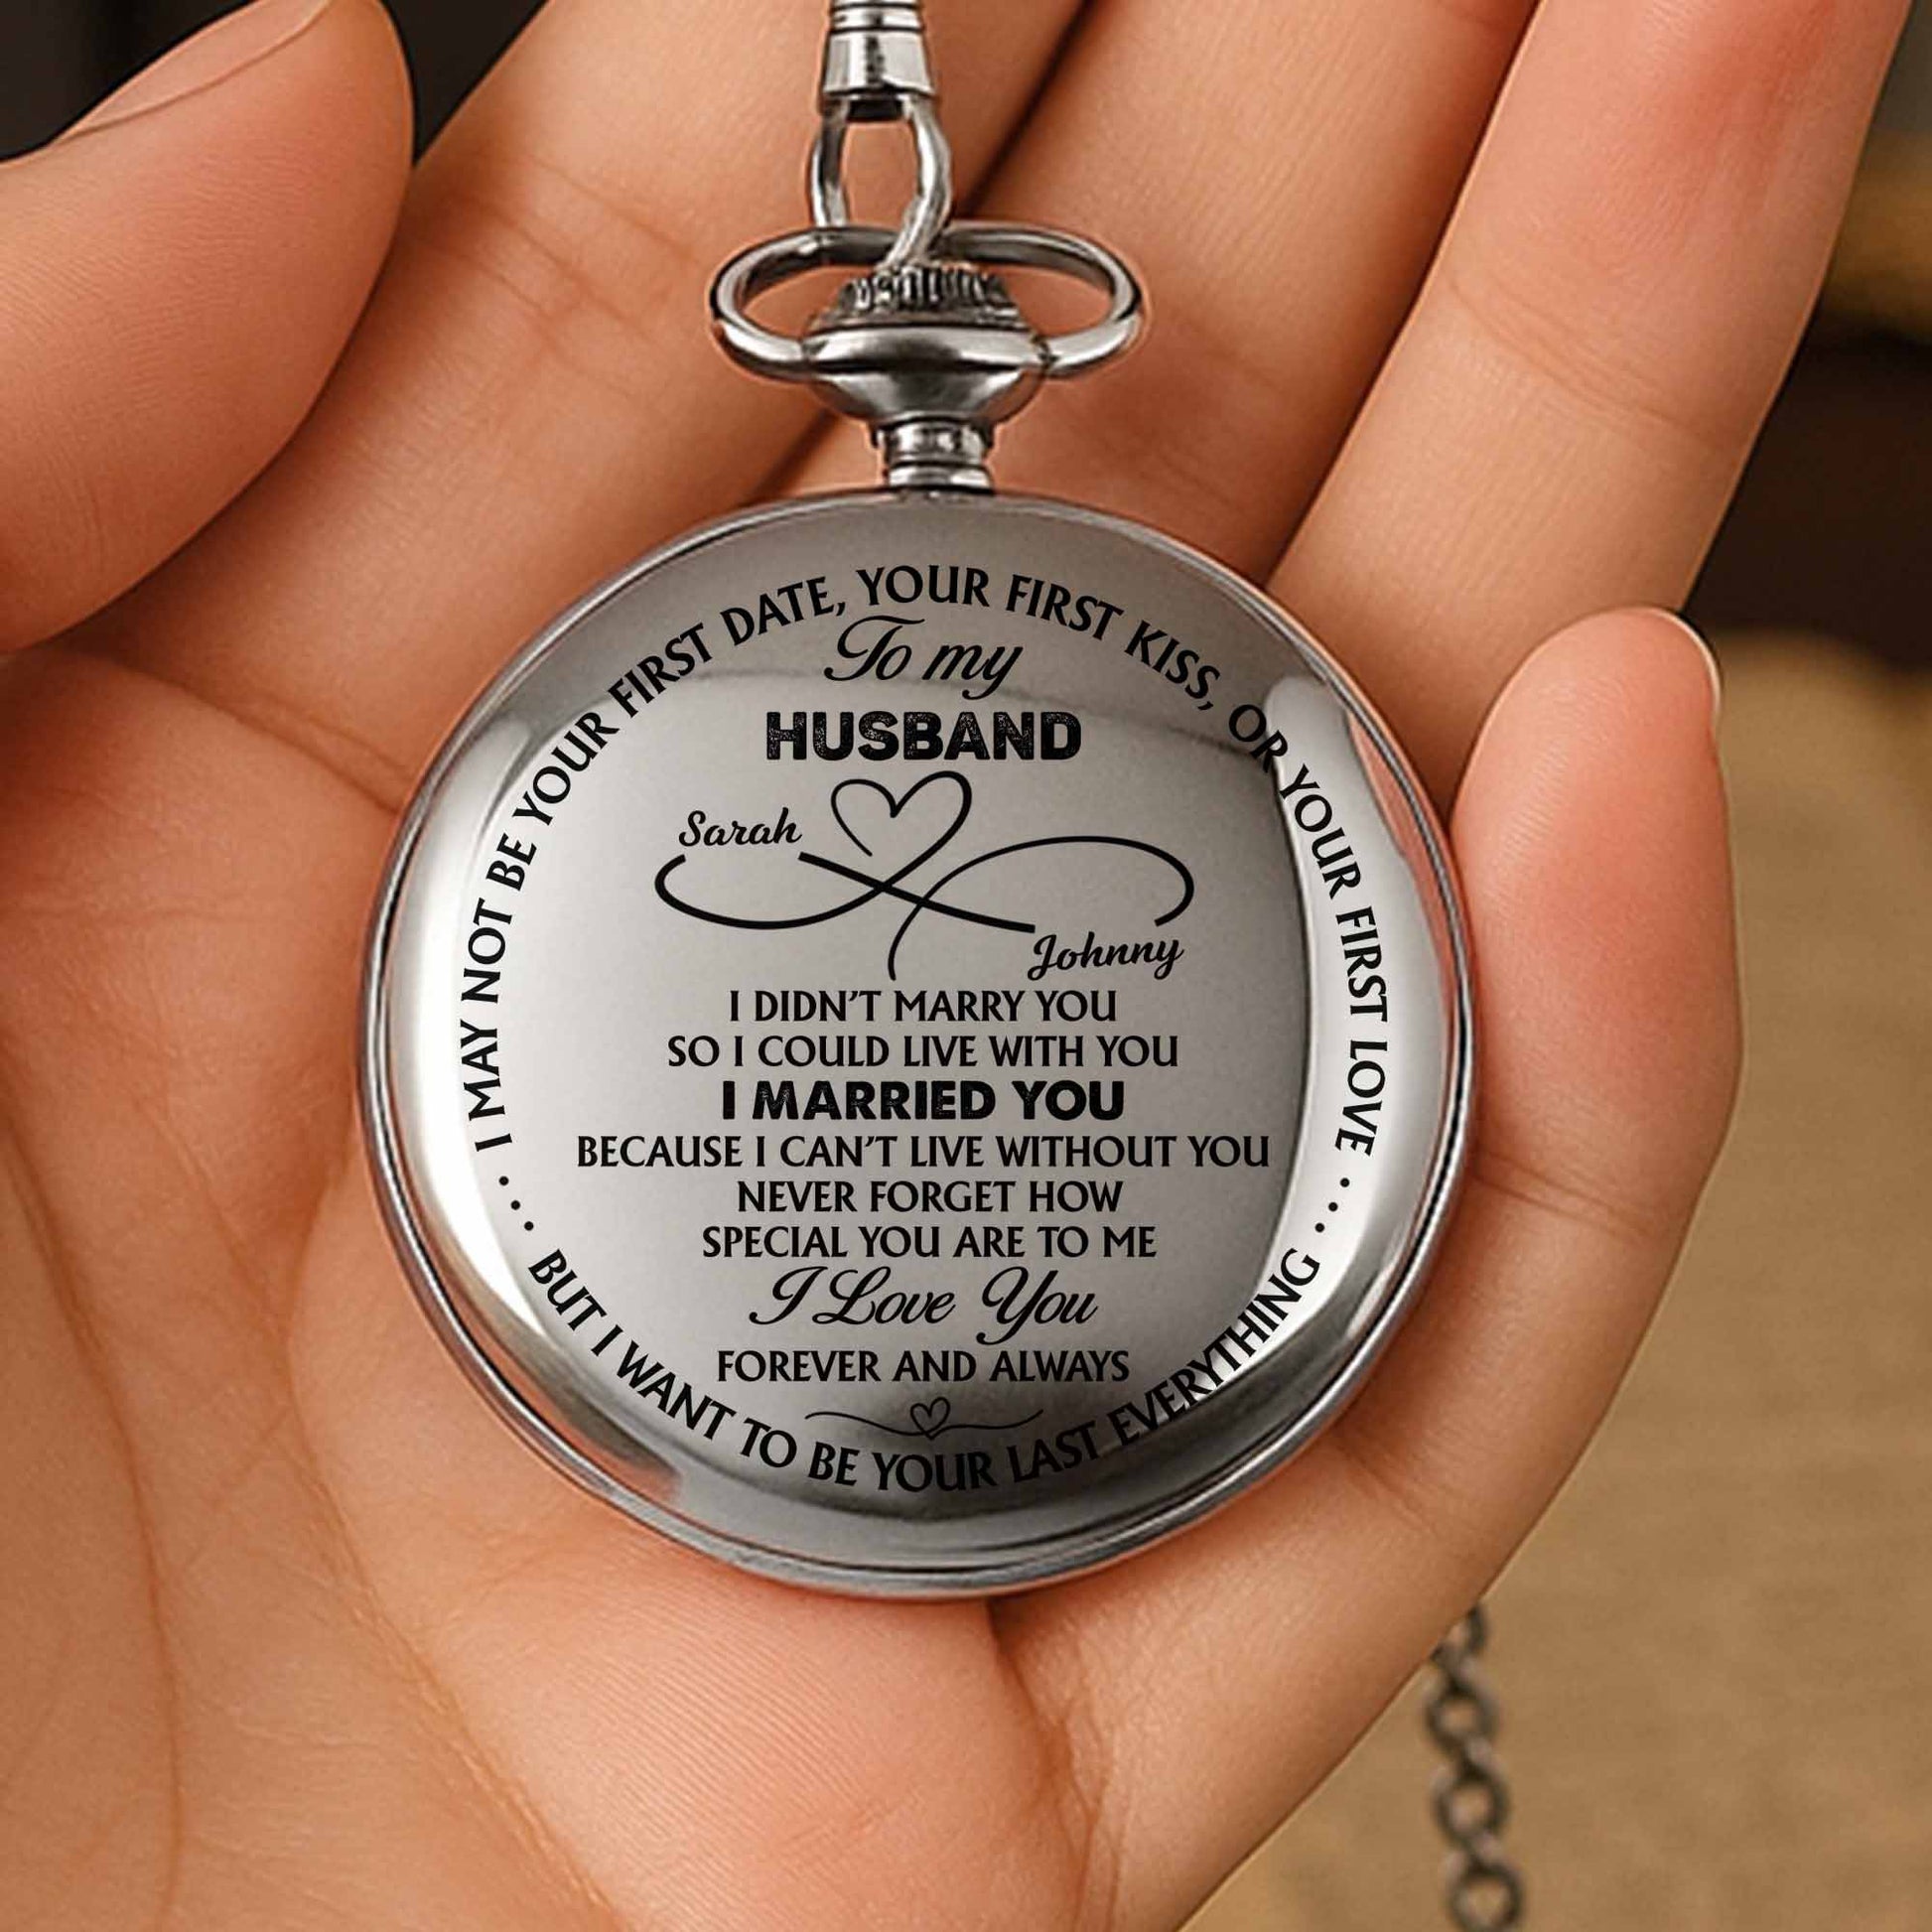 I MAY NOT BE YOUR FIRST DATE, YOUR FIRST KISS, OR YOUR FIRST LOVE ...
To my
HUSBAND
Sarah
Johnny
I DIDN'T MARRY YOU
SO I COULD LIVE WITH YOU
I MARRIED YOU
BECAUSE I CAN'T LIVE WITHOUT YOU
NEVER FORGET HOW
SPECIAL YOU ARE TO ME
I Love You
FOREVER AND ALWAYS
... BUT I WANT TO BE YOUR LAST EVERYTHING